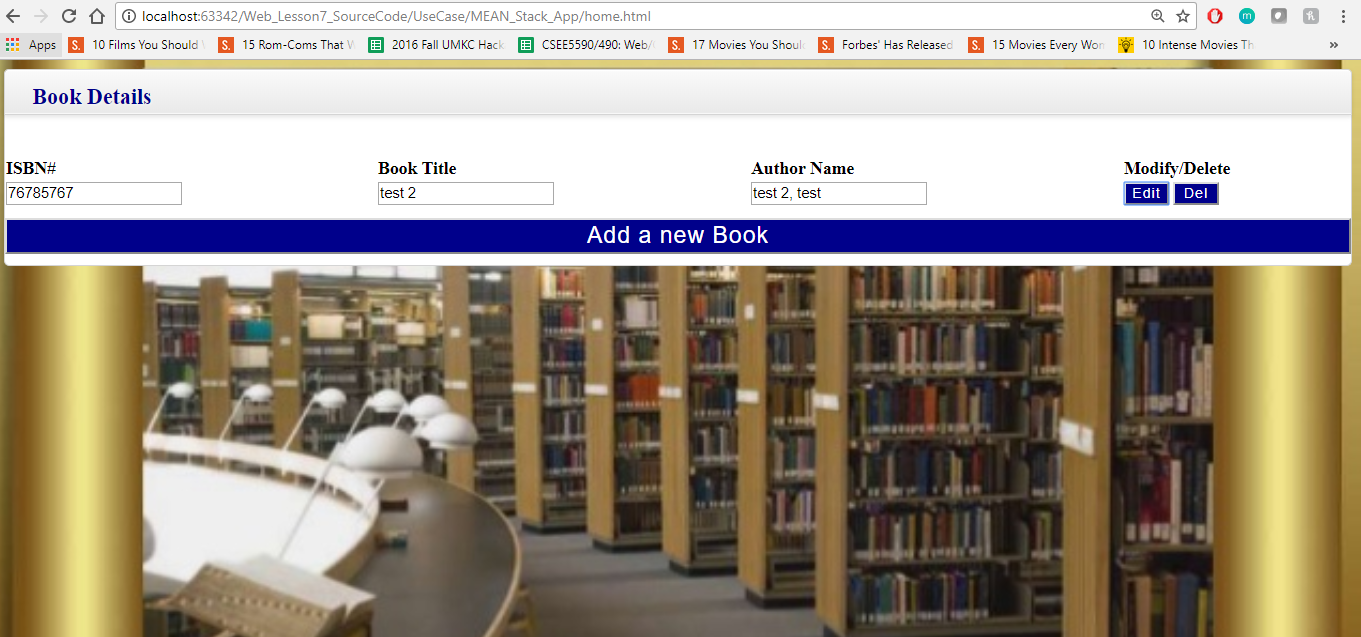 localhost:63342/Web_Lesson7_SourceCode/UseCase/MEAN_Stack_App/home.html
Apps S. 10 Films You Should S. 15 Rom-Coms That 2016 Fall UMKC Hack CSEE5590/490: Web/ S. 17 Movies You Shoul S. Forbes' Has Released S. 15 Movies Every Wom 10 Intense Movies Th »
Book Details
ISBN# Book Title Author Name Modify/Delete
76785767 test 2 test 2, test Edit Del
Add a new Book